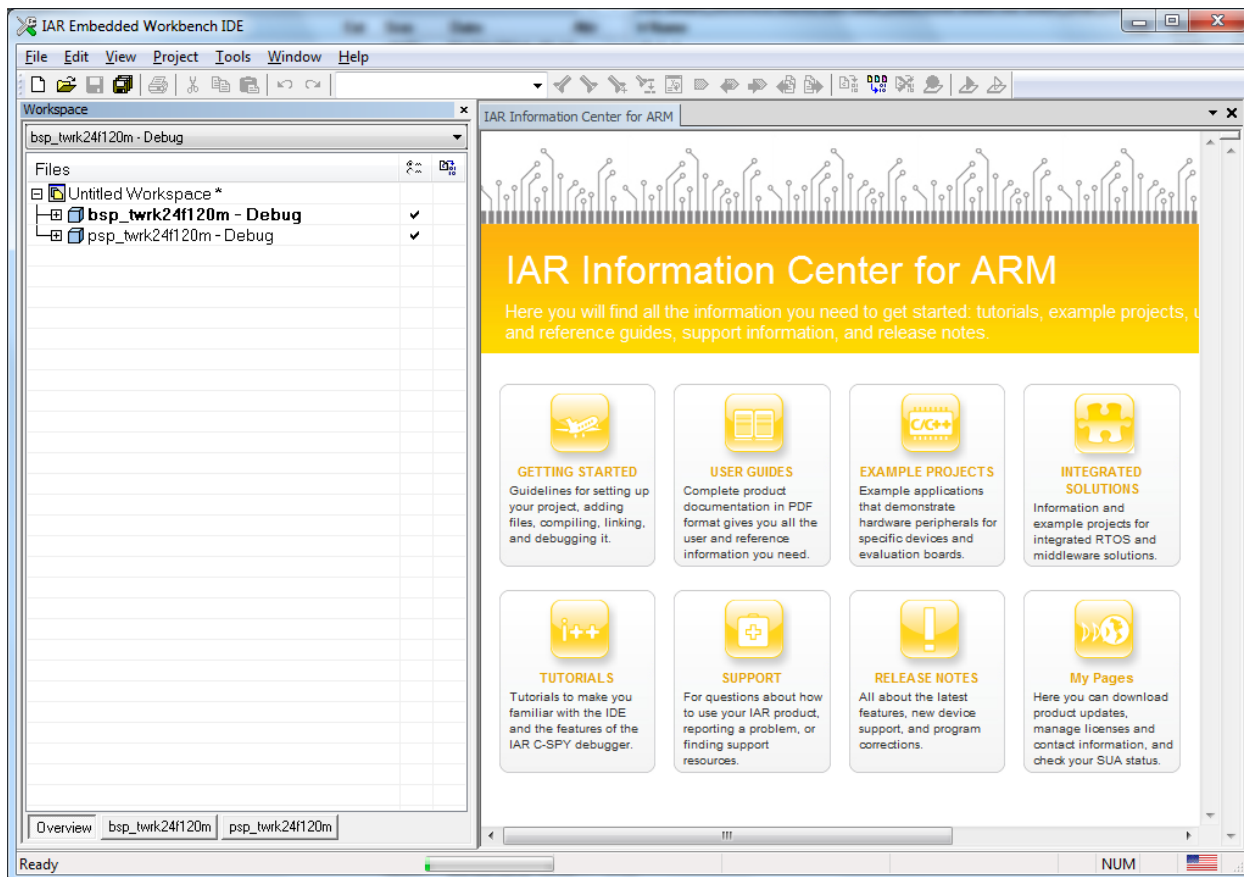 IAR Embedded Workbench IDE
File Edit View Project Tools Window Help
Workspace
bsp_twrk24f120m - Debug
Files
Untitled Workspace *
bsp_twrk24f120m - Debug
psp_twrk24f120m - Debug
Overview bsp_twrk24f120m psp_twrk24f120m
IAR Information Center for ARM
IAR Information Center for ARM
Here you will find all the information you need to get started: tutorials, example projects, u
and reference guides, support information, and release notes.
GETTING STARTED
Guidelines for setting up
your project, adding
files, compiling, linking,
and debugging it.
USER GUIDES
Complete product
documentation in PDF
format gives you all the
user and reference
information you need.
C/C++
EXAMPLE PROJECTS
Example applications
that demonstrate
hardware peripherals for
specific devices and
evaluation boards.
INTEGRATED
SOLUTIONS
Information and
example projects for
integrated RTOS and
middleware solutions.
i++
TUTORIALS
Tutorials to make you
familiar with the IDE
and the features of the
IAR C-SPY debugger.
SUPPORT
For questions about how
to use your IAR product,
reporting a problem, or
finding support
resources.
RELEASE NOTES
All about the latest
features, new device
support, and program
corrections.
My Pages
Here you can download
product updates,
manage licenses and
contact information, and
check your SUA status.
Ready
NUM